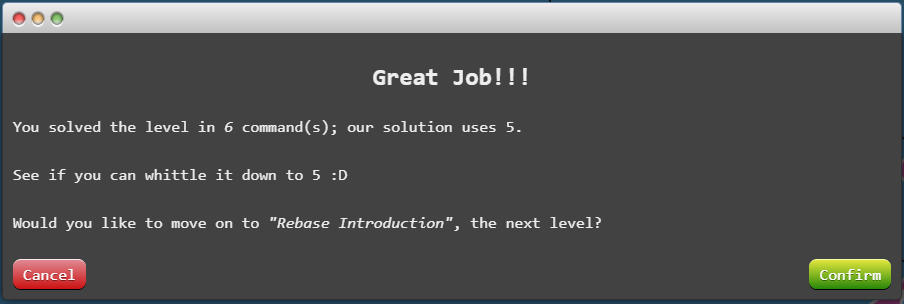 Great Job!!!
You solved the level in 6 command(s); our solution uses 5.
See if you can whittle it down to 5 :D
Would you like to move on to "Rebase Introduction", the next level?
Cancel
Confirm